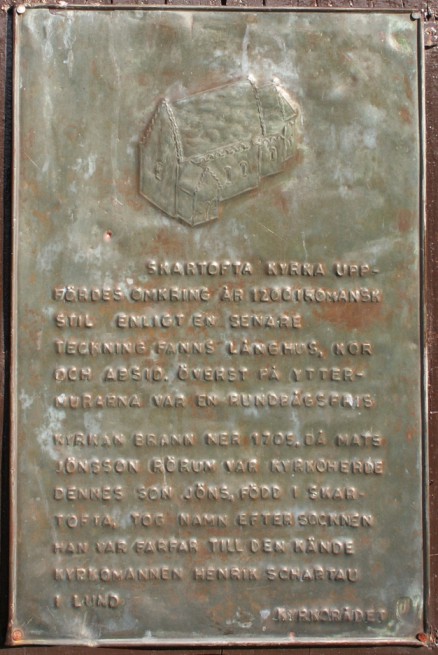 SKARTOFTA KYRKA UPP-
FÖRDES OMKRING ÅR 1200 I ROMANSK
STIL ENLIGT EN SENARE
TECKNING FANNS LÅNGHUS, KOR
OCH ABSID. ÖVERST PÅ YTTER-
MURARNA VAR EN RUNDBÅGSFRIS
KYRKAN BRANN NER 1705. DÅ MATS
JÖNSSON RÖRUM VAR KYRKOHERDE
DENNES SON JÖNS, FÖDD I SKAR-
TOFTA, TOG NAMN EFTER SOCKNEN
HAN VAR FARFAR TILL DEN KÄNDE
KYRKOMANNEN HENRIK SCHARTAU
I LUND
KYRKORÅDET